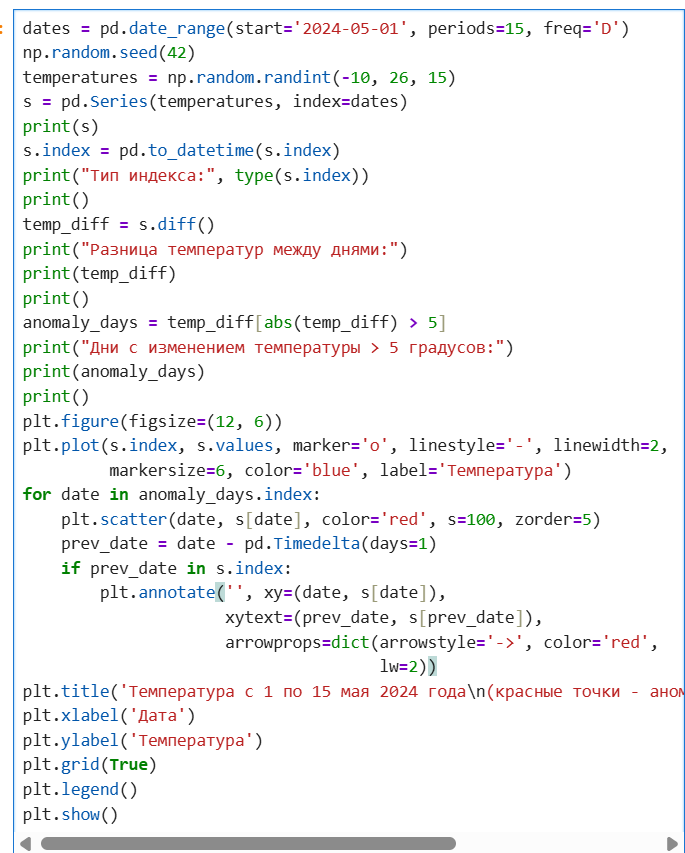 dates = pd.date_range(start='2024-05-01', periods=15, freq='D')
np.random.seed(42)
temperatures = np.random.randint(-10, 26, 15)
s = pd.Series(temperatures, index=dates)
print(s)
s.index = pd.to_datetime(s.index)
print("Тип индекса:", type(s.index))
print()
temp_diff = s.diff()
print("Разница температур между днями:")
print(temp_diff)
print()
anomaly_days = temp_diff[abs(temp_diff) > 5]
print("Дни с изменением температуры > 5 градусов:")
print(anomaly_days)
print()
plt.figure(figsize=(12, 6))
plt.plot(s.index, s.values, marker='o', linestyle='-', linewidth=2,
         markersize=6, color='blue', label='Температура')
for date in anomaly_days.index:
    plt.scatter(date, s[date], color='red', s=100, zorder=5)
    prev_date = date - pd.Timedelta(days=1)
    if prev_date in s.index:
        plt.annotate('', xy=(date, s[date]),
                     xytext=(prev_date, s[prev_date]),
                     arrowprops=dict(arrowstyle='->', color='red',
                                     lw=2))
plt.title('Температура с 1 по 15 мая 2024 года\n(красные точки - аном
plt.xlabel('Дата')
plt.ylabel('Температура')
plt.grid(True)
plt.legend()
plt.show()